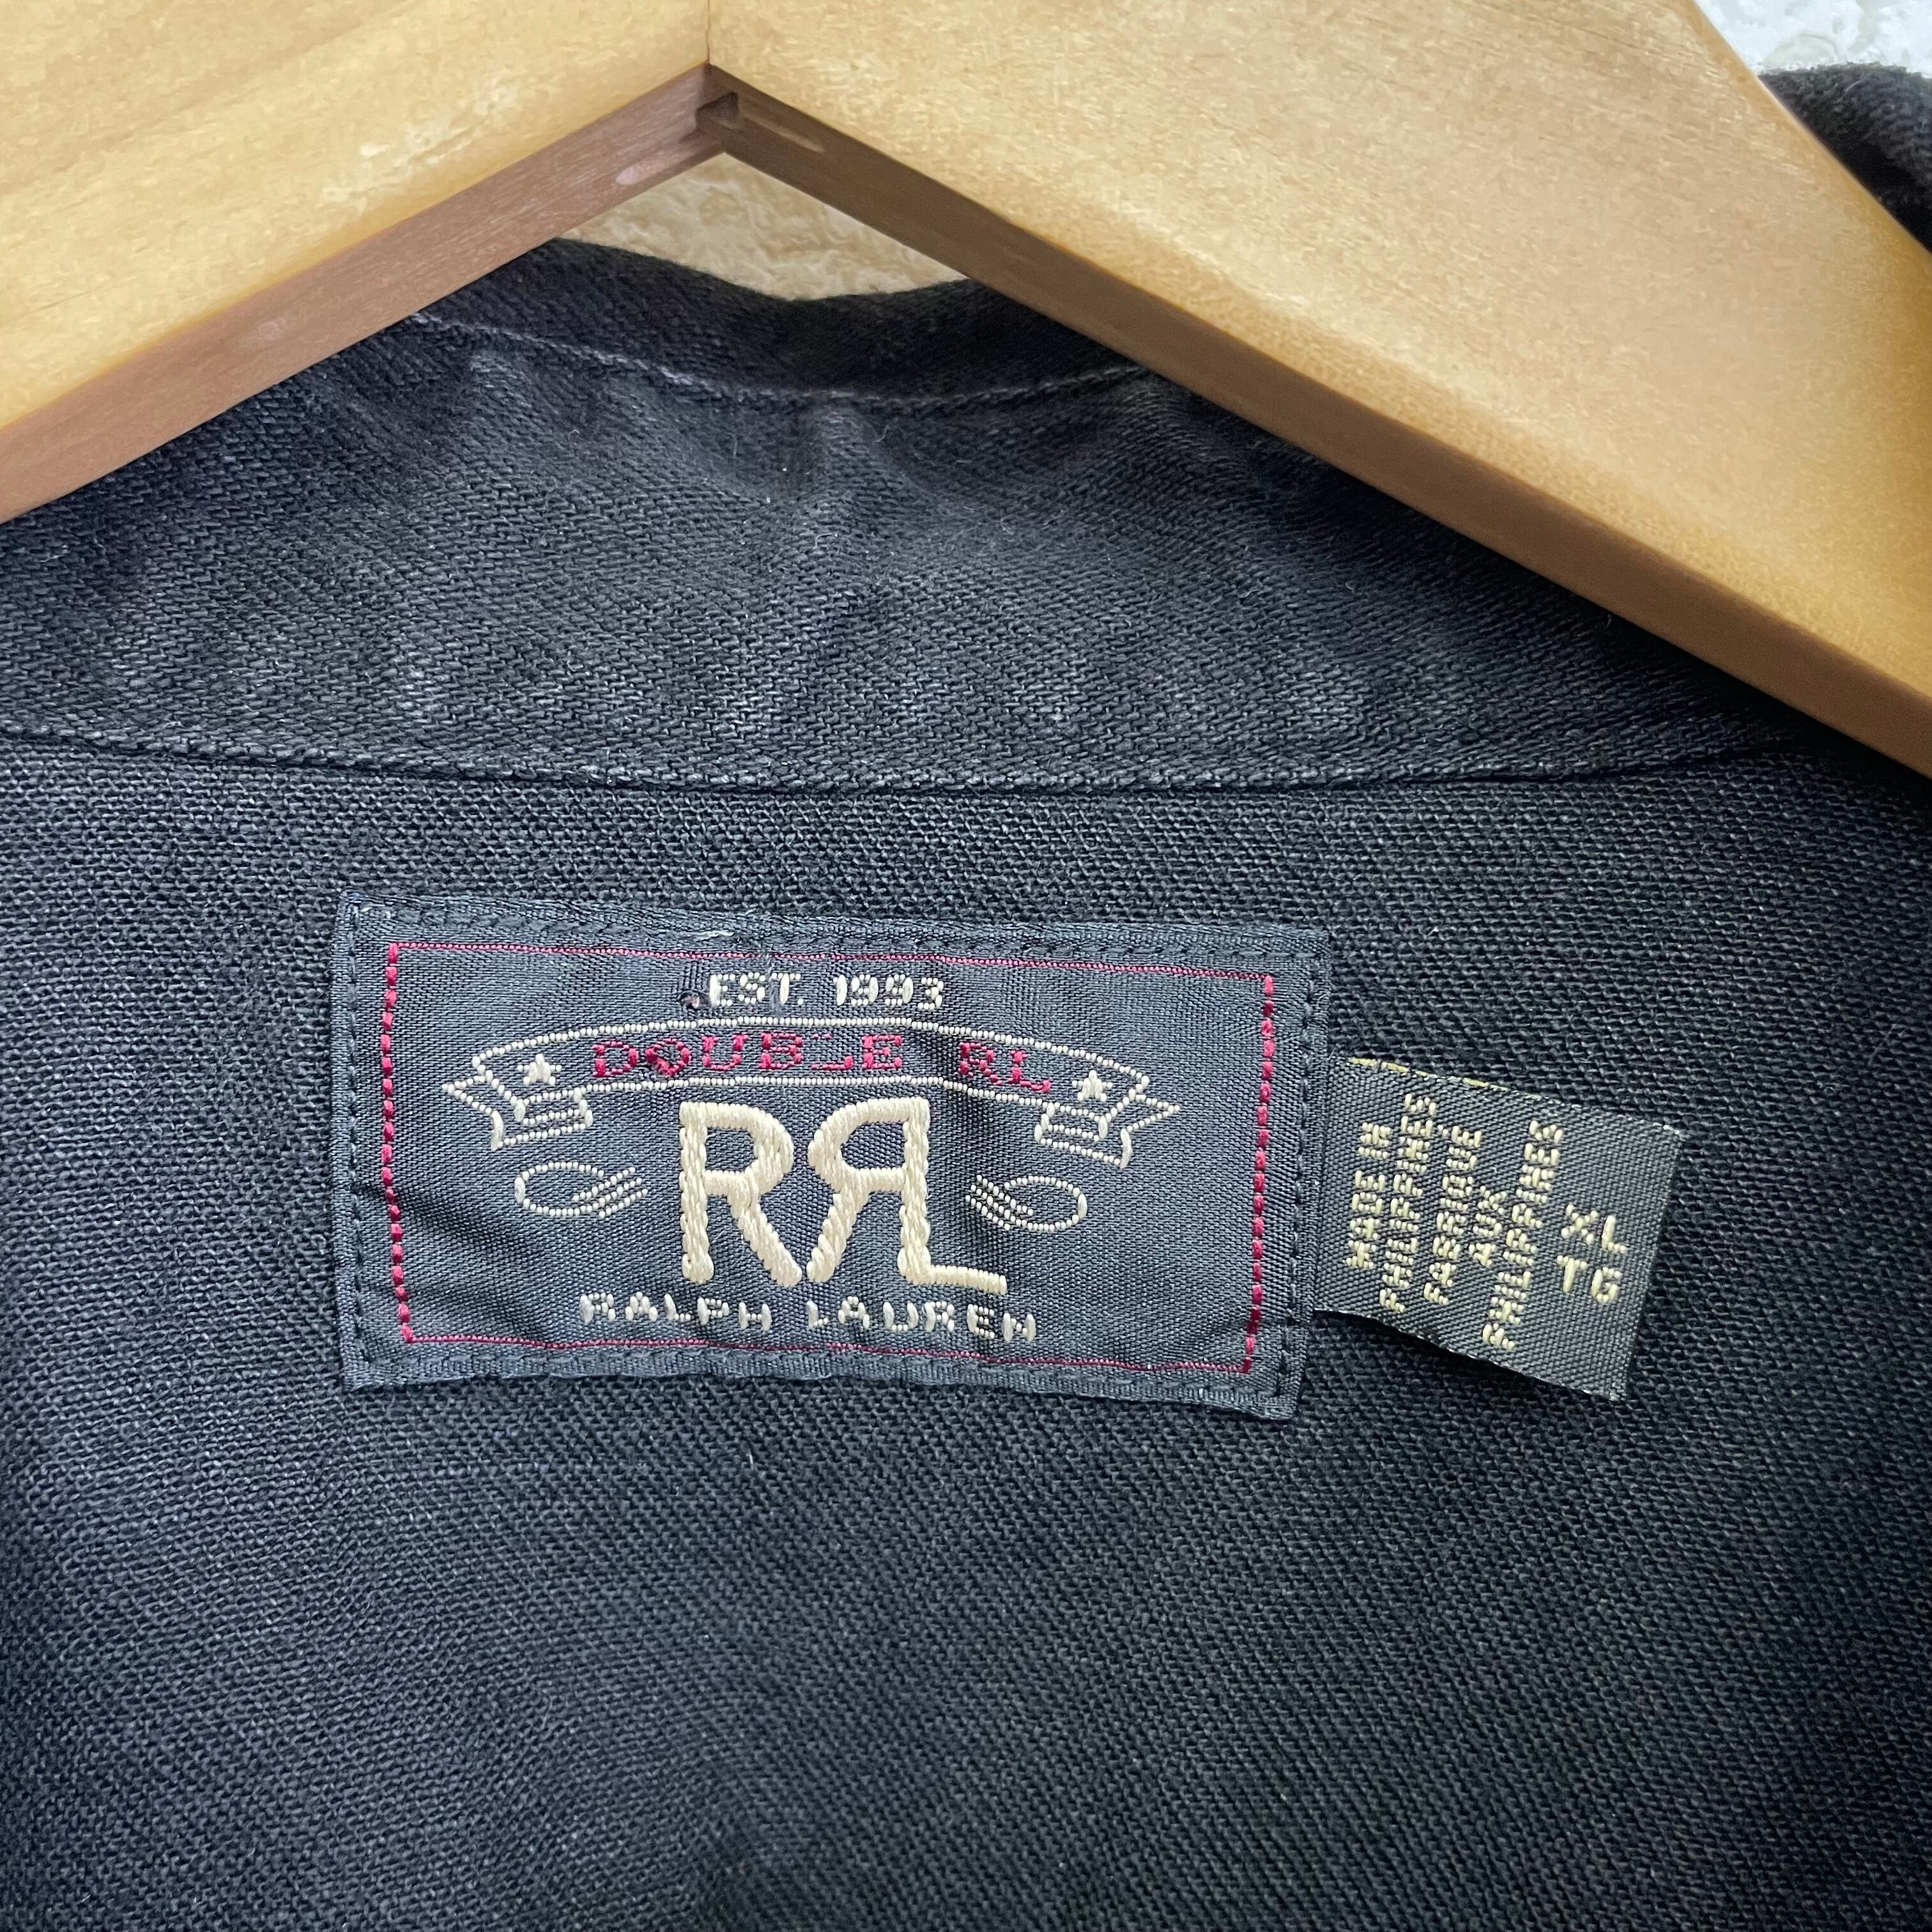 EST. 1993
DOUBLE RL
RRL
RALPH LAUREN
MADE IN
PHILIPPINES
FABRIQUE
AUX
PHILIPPINES
XL
TG